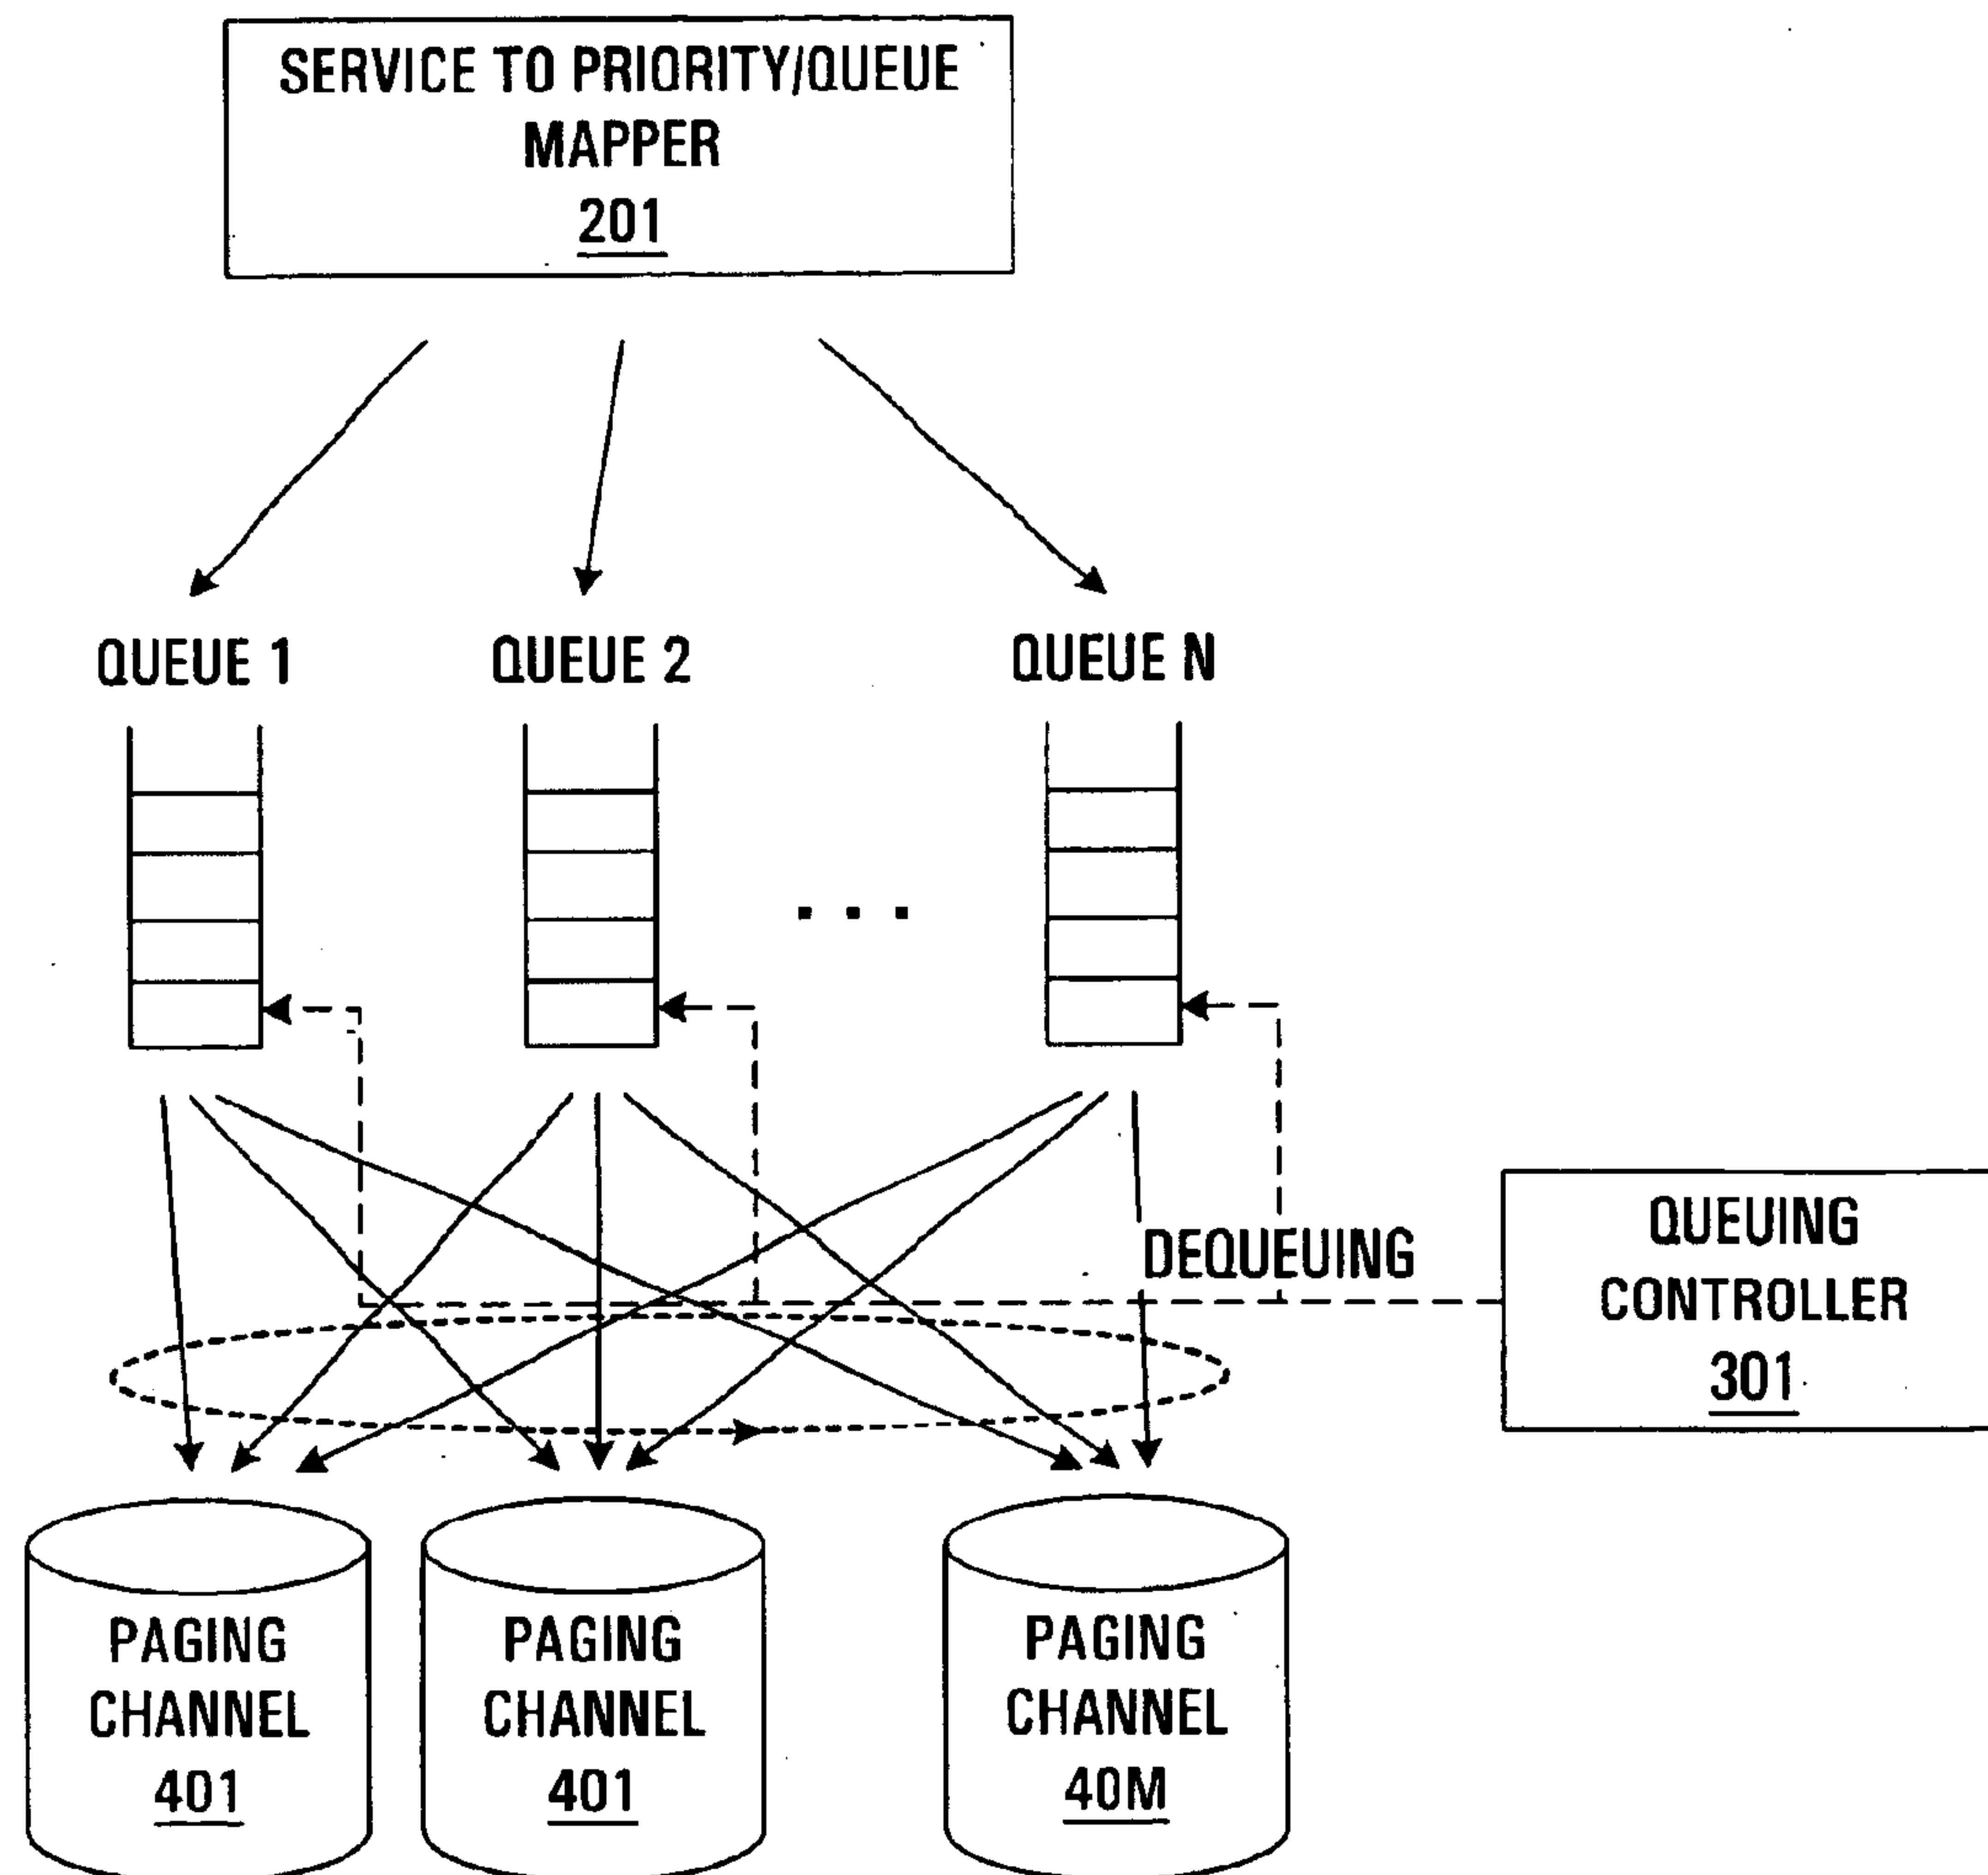 SERVICE TO PRIORITY/QUEUE
MAPPER
201
QUEUE 1
QUEUE 2
QUEUE N
. . .
DEQUEUING
QUEUING
CONTROLLER
301
PAGING
CHANNEL
401
PAGING
CHANNEL
401
PAGING
CHANNEL
40M